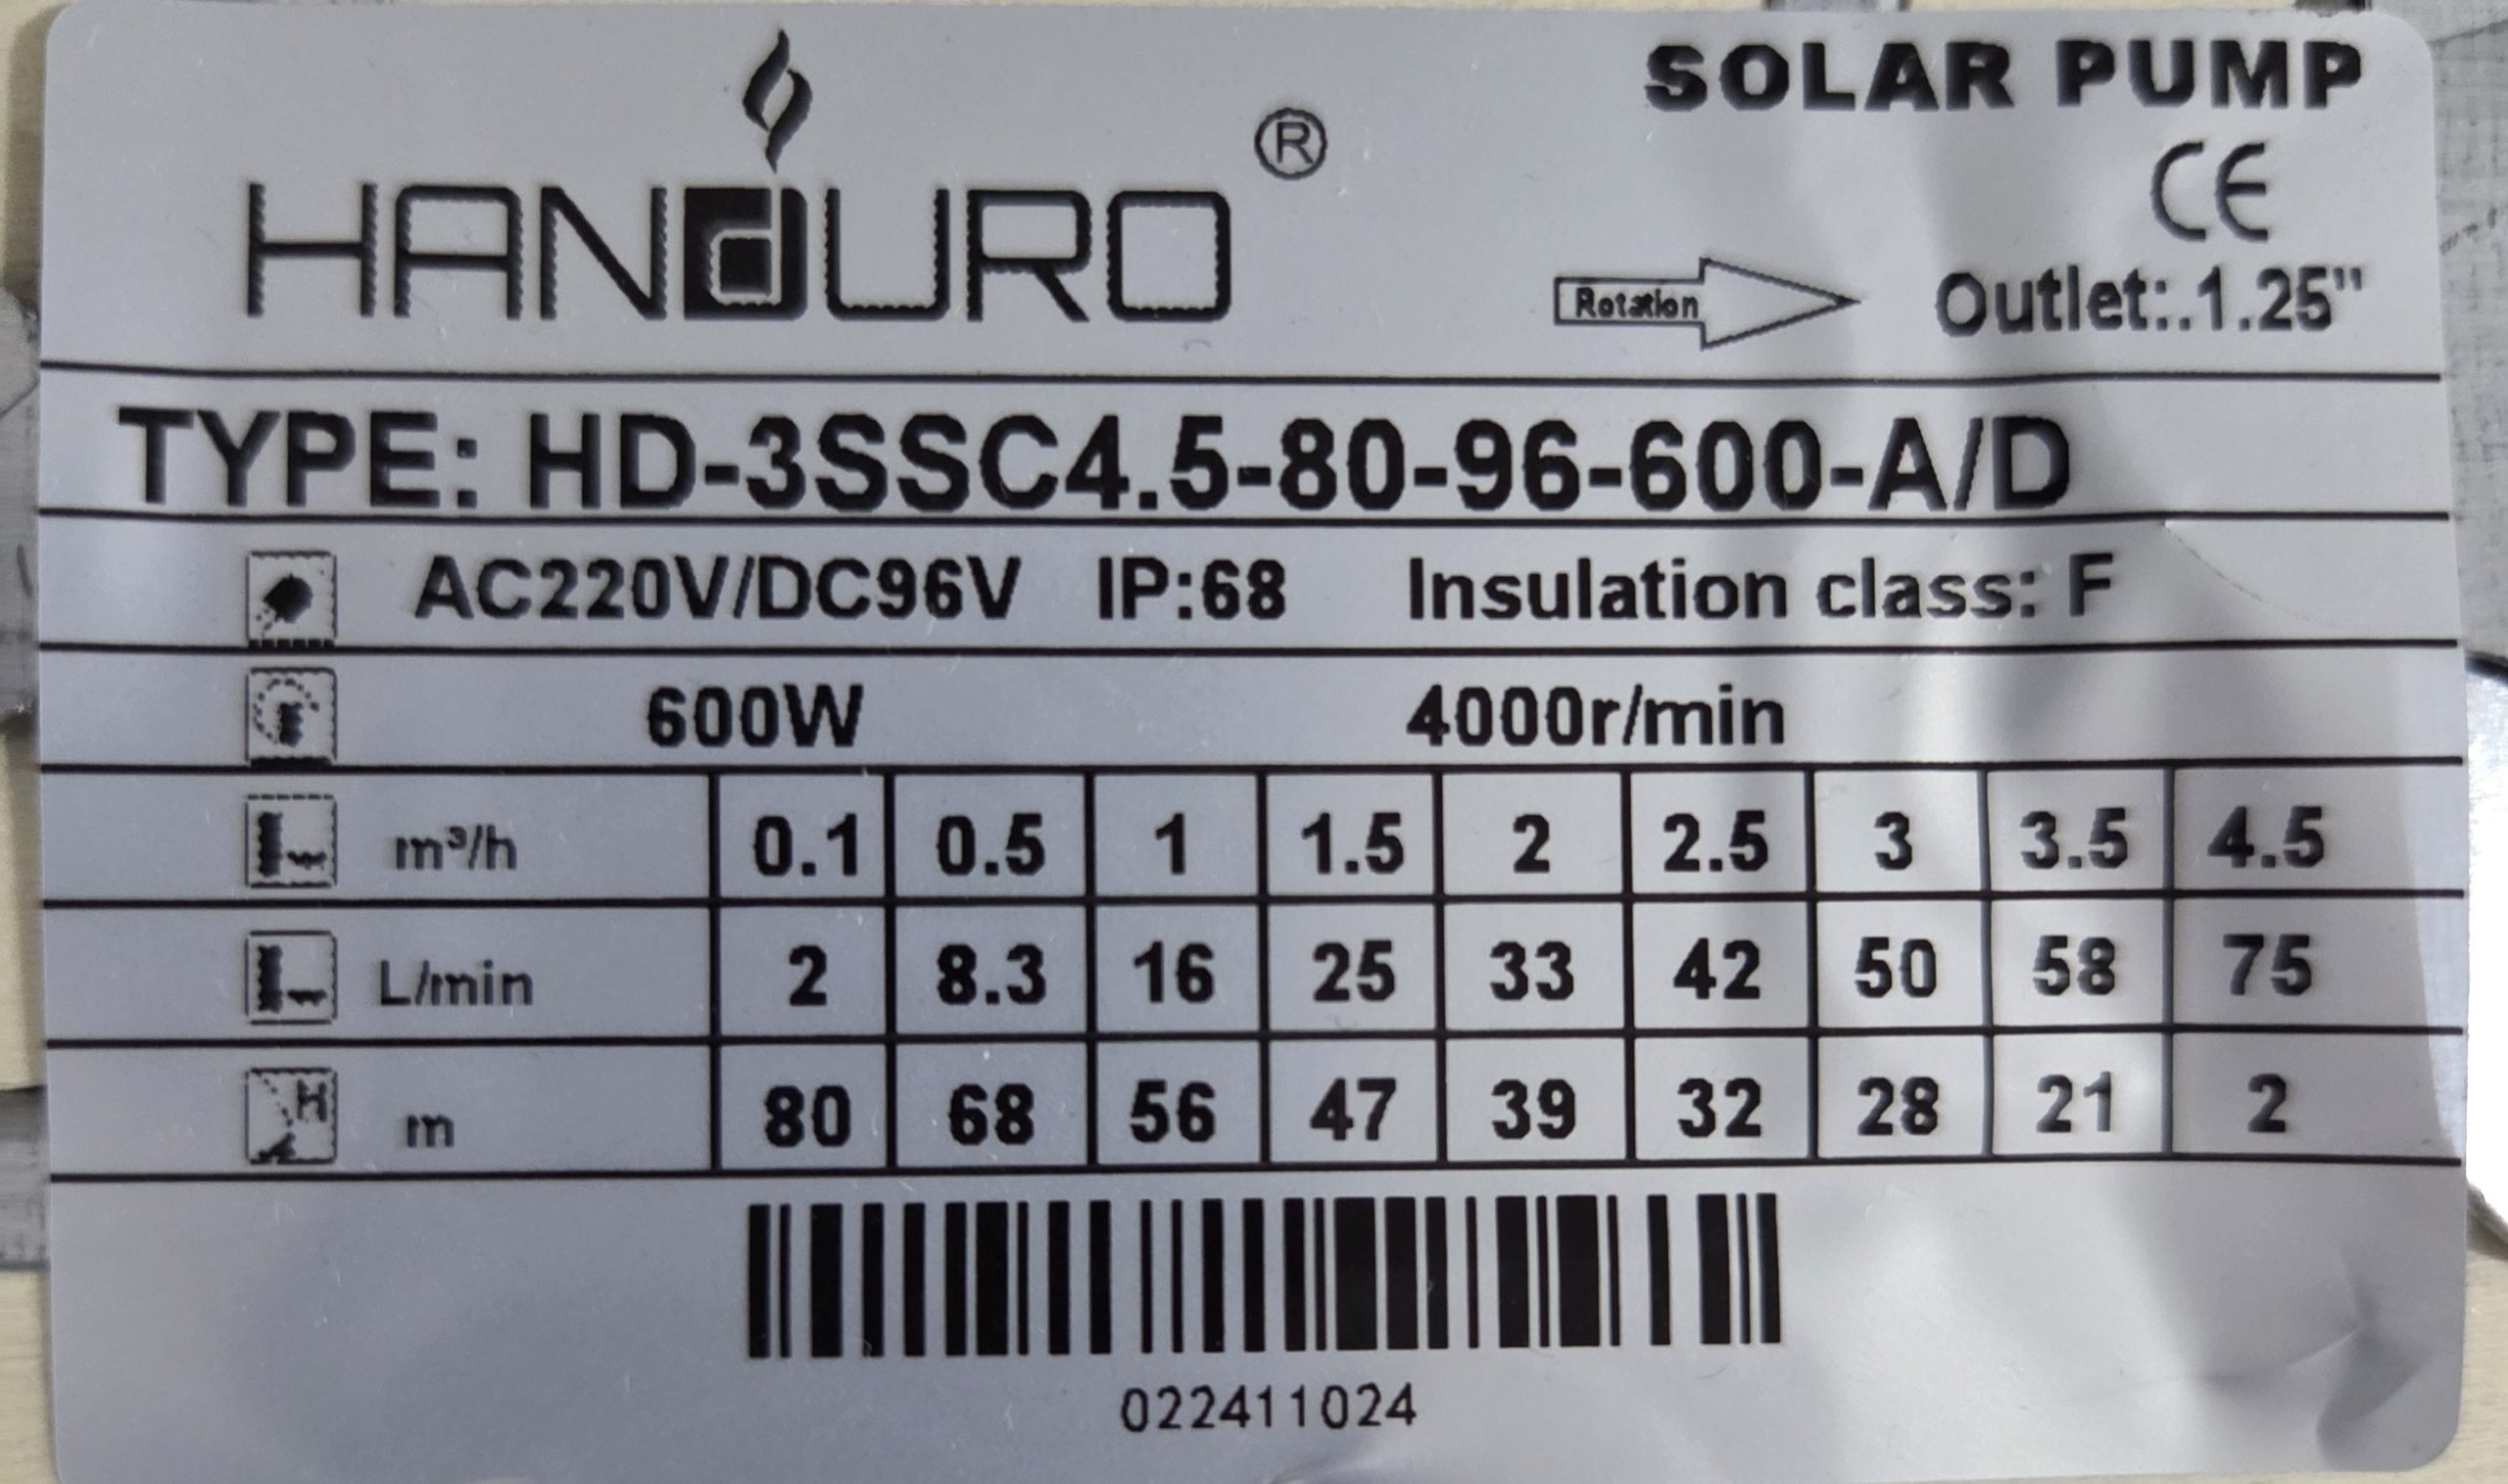 SOLAR PUMP
HANDURO ®
CE
Rotation
Outlet:.1.25"
TYPE: HD-3SSC4.5-80-96-600-A/D
AC220V/DC96V IP:68 Insulation class: F
600W 4000r/min
m³/h 0.1 0.5 1 1.5 2 2.5 3 3.5 4.5
L/min 2 8.3 16 25 33 42 50 58 75
H m 80 68 56 47 39 32 28 21 2
022411024